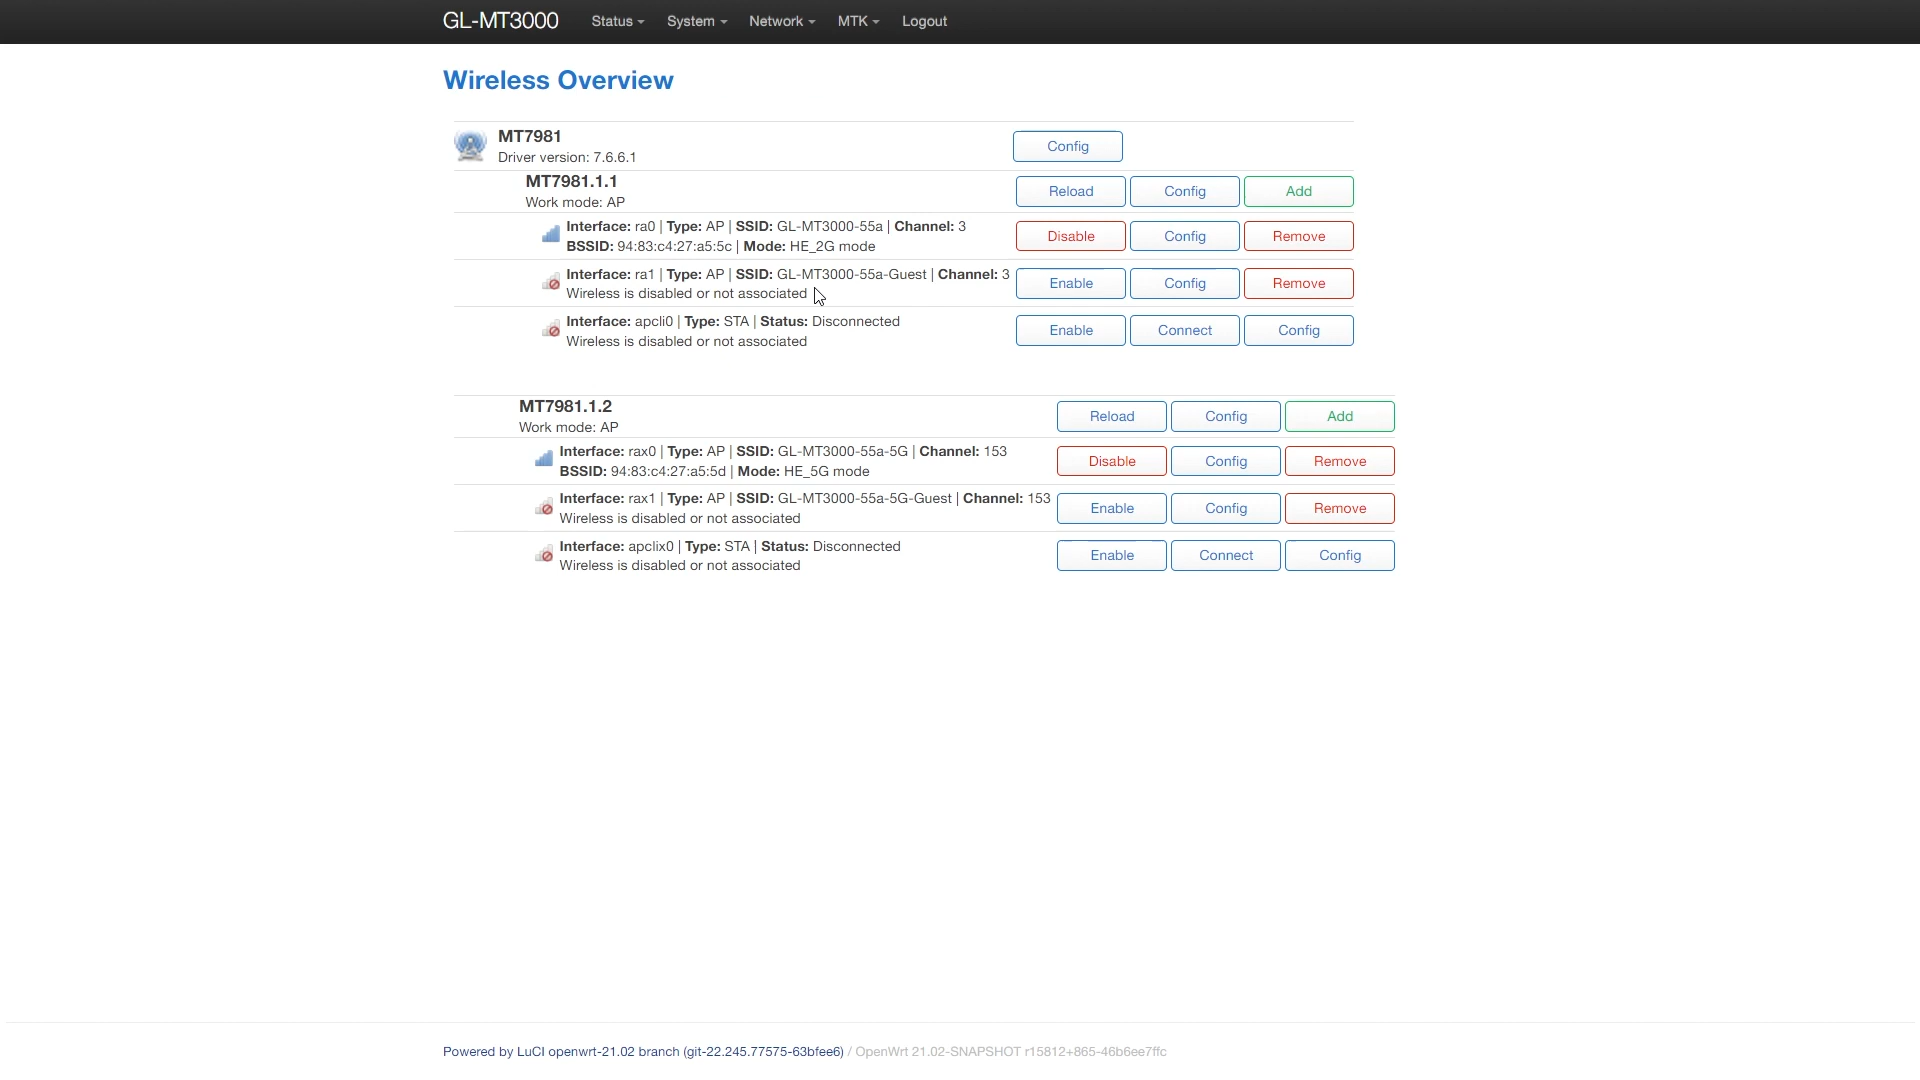 GL-MT3000 Status System Network MTK Logout
Wireless Overview
MT7981
Driver version: 7.6.6.1
Config
MT7981.1.1
Work mode: AP
Reload Config Add
Interface: ra0 | Type: AP | SSID: GL-MT3000-55a | Channel: 3
BSSID: 94:83:c4:27:a5:5c | Mode: HE_2G mode
Disable Config Remove
Interface: ra1 | Type: AP | SSID: GL-MT3000-55a-Guest | Channel: 3
Wireless is disabled or not associated
Enable Config Remove
Interface: apcli0 | Type: STA | Status: Disconnected
Wireless is disabled or not associated
Enable Connect Config
MT7981.1.2
Work mode: AP
Reload Config Add
Interface: rax0 | Type: AP | SSID: GL-MT3000-55a-5G | Channel: 153
BSSID: 94:83:c4:27:a5:5d | Mode: HE_5G mode
Disable Config Remove
Interface: rax1 | Type: AP | SSID: GL-MT3000-55a-5G-Guest | Channel: 153
Wireless is disabled or not associated
Enable Config Remove
Interface: apclix0 | Type: STA | Status: Disconnected
Wireless is disabled or not associated
Enable Connect Config
Powered by LuCI openwrt-21.02 branch (git-22.245.77575-63bfee6) / OpenWrt 21.02-SNAPSHOT r15812+865-46b6ee7ffc